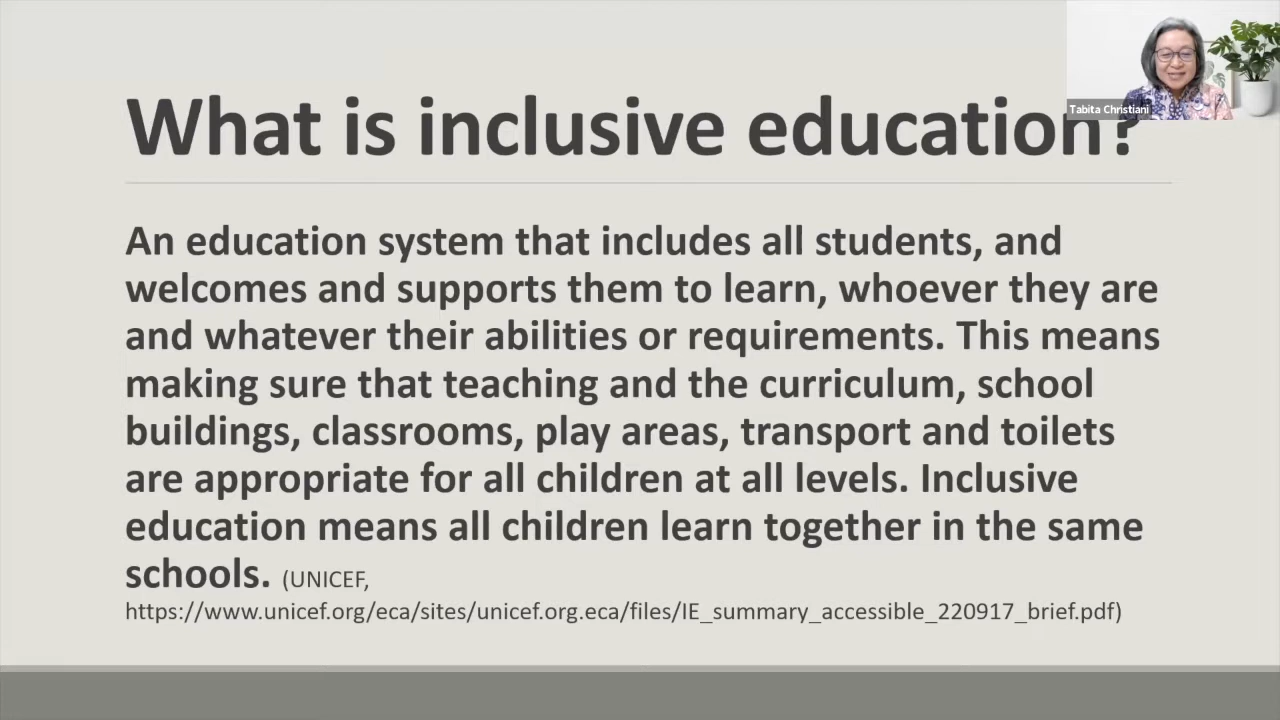 Tabita Christiani
What is inclusive education?
An education system that includes all students, and
welcomes and supports them to learn, whoever they are
and whatever their abilities or requirements. This means
making sure that teaching and the curriculum, school
buildings, classrooms, play areas, transport and toilets
are appropriate for all children at all levels. Inclusive
education means all children learn together in the same
schools. (UNICEF,
https://www.unicef.org/eca/sites/unicef.org.eca/files/IE_summary_accessible_220917_brief.pdf)